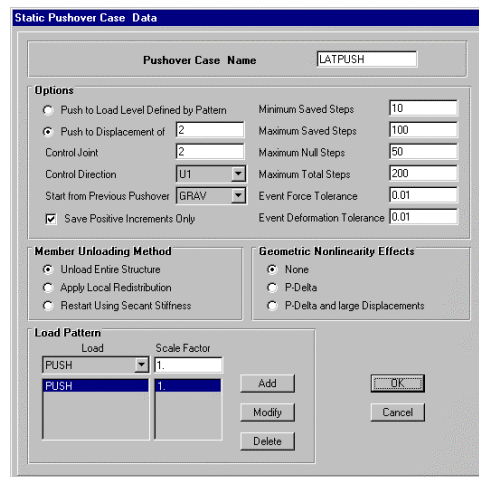 Static Pushover Case Data
Pushover Case Name LATPUSH
Options
Push to Load Level Defined by Pattern
Push to Displacement of 2
Control Joint 2
Control Direction U1
Start from Previous Pushover GRAV
Save Positive Increments Only
Minimum Saved Steps 10
Maximum Saved Steps 100
Maximum Null Steps 50
Maximum Total Steps 200
Event Force Tolerance 0.01
Event Deformation Tolerance 0.01
Member Unloading Method
Unload Entire Structure
Apply Local Redistribution
Restart Using Secant Stiffness
Geometric Nonlinearity Effects
None
P-Delta
P-Delta and large Displacements
Load Pattern
Load Scale Factor
PUSH 1.
PUSH 1.
Add
Modify
Delete
OK
Cancel